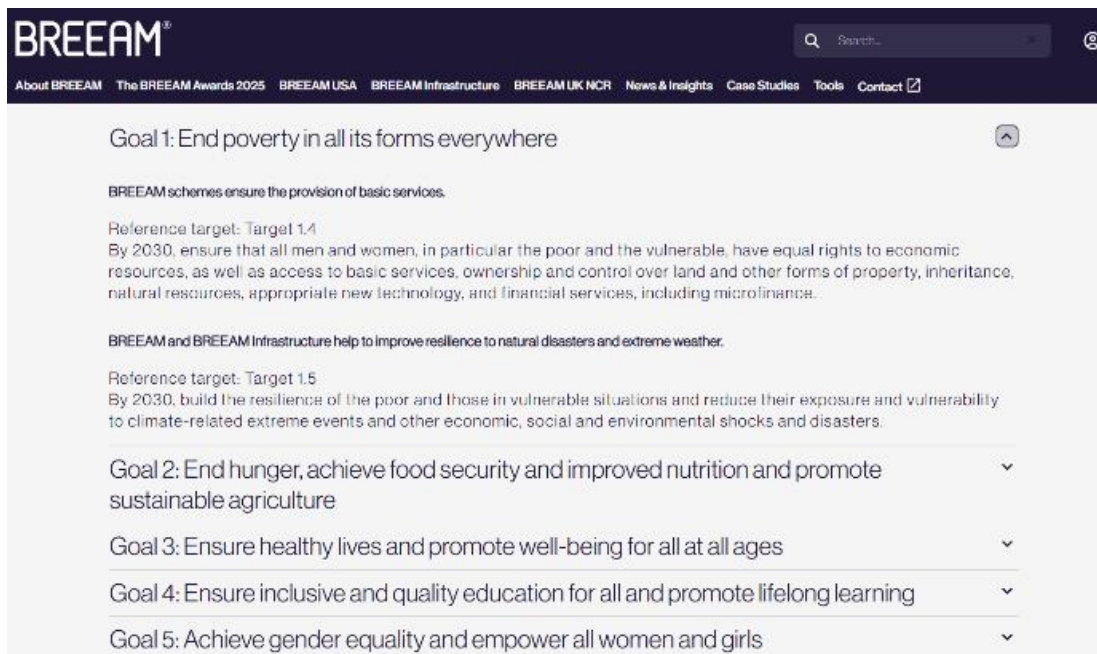 BREEAM®
Search...
About BREEAM The BREEAM Awards 2025 BREEAM USA BREEAM Infrastructure BREEAM UK NCR News & Insights Case Studies Tools Contact
Goal 1: End poverty in all its forms everywhere
BREEAM schemes ensure the provision of basic services.
Reference target: Target 1.4
By 2030, ensure that all men and women, in particular the poor and the vulnerable, have equal rights to economic
resources, as well as access to basic services, ownership and control over land and other forms of property, inheritance,
natural resources, appropriate new technology, and financial services, including microfinance.
BREEAM and BREEAM Infrastructure help to improve resilience to natural disasters and extreme weather.
Reference target: Target 1.5
By 2030, build the resilience of the poor and those in vulnerable situations and reduce their exposure and vulnerability
to climate-related extreme events and other economic, social and environmental shocks and disasters.
Goal 2: End hunger, achieve food security and improved nutrition and promote
sustainable agriculture
Goal 3: Ensure healthy lives and promote well-being for all at all ages
Goal 4: Ensure inclusive and quality education for all and promote lifelong learning
Goal 5: Achieve gender equality and empower all women and girls